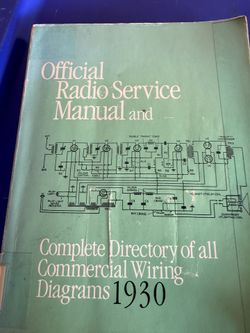 Official
Radio Service
Manual and
Complete Directory of all
Commercial Wiring
Diagrams 1930